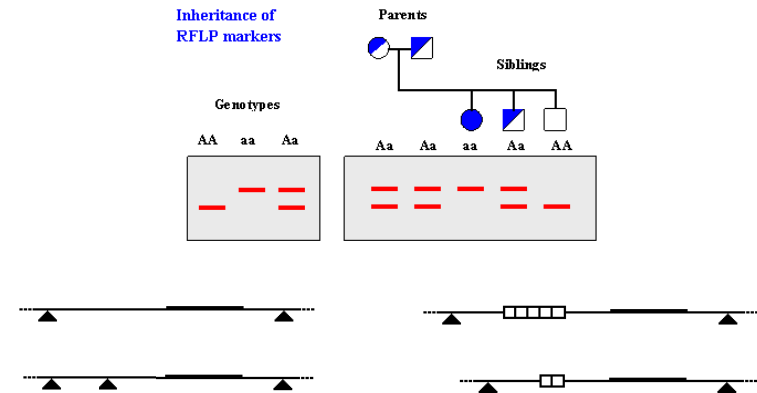 Inheritance of
RFLP markers
Parents
Siblings
Genotypes
AA aa Aa
Aa Aa aa Aa AA